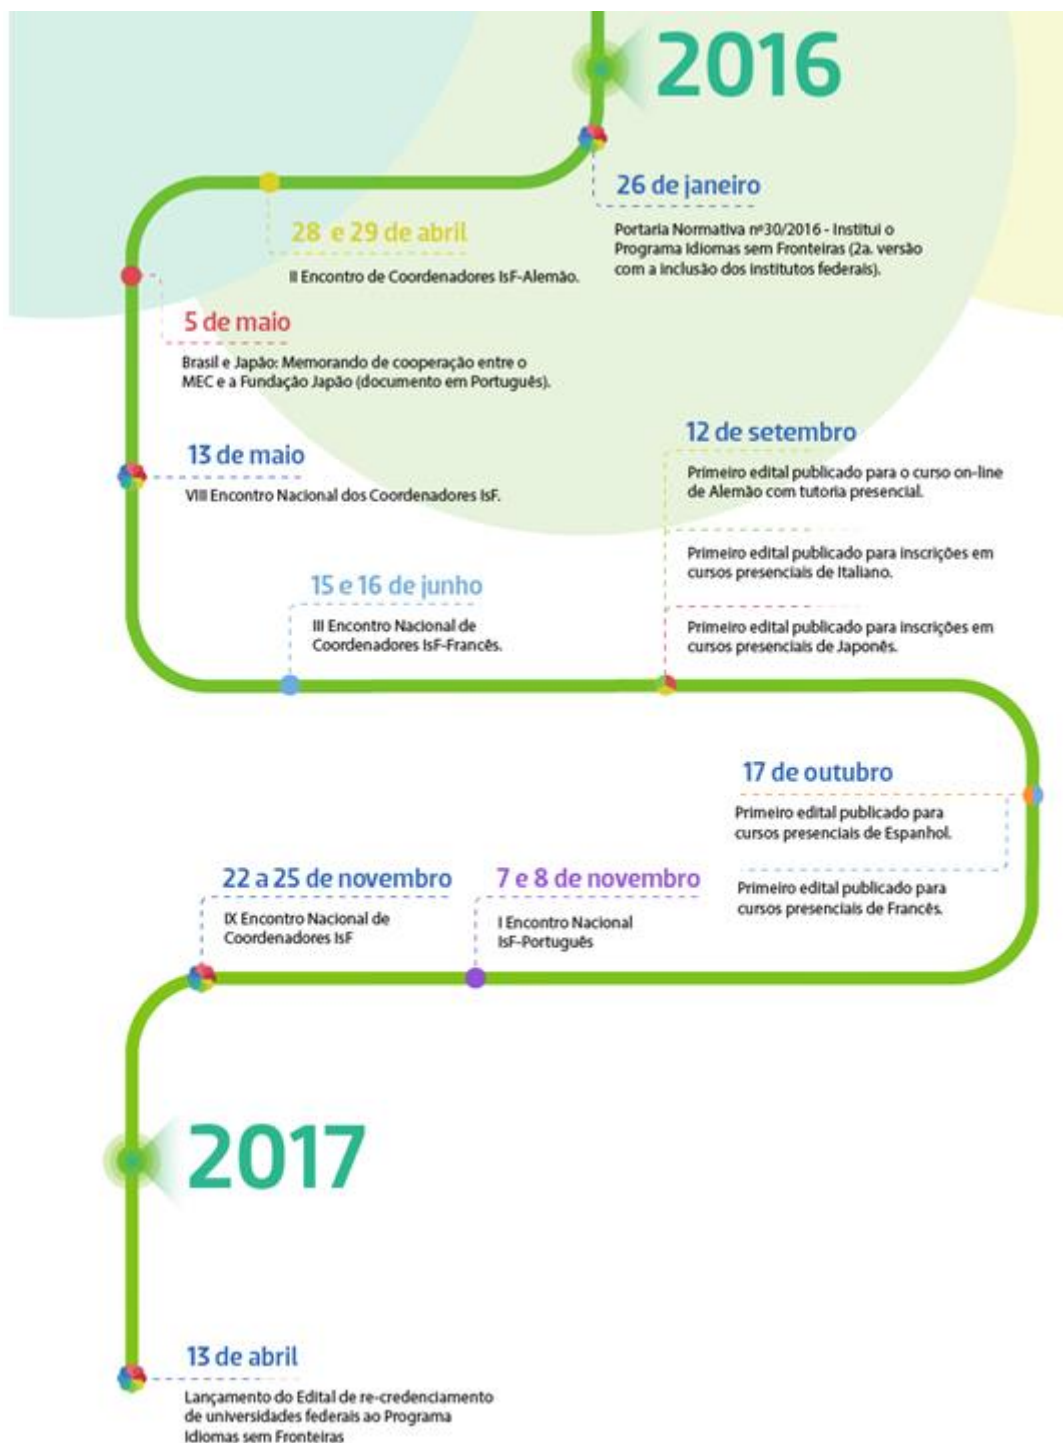 2016
26 de janeiro
Portaria Normativa nº30/2016 - Institui o
Programa Idiomas sem Fronteiras (2a. versão
com a inclusão dos institutos federais).
28 e 29 de abril
II Encontro de Coordenadores IsF-Alemão.
5 de maio
Brasil e Japão: Memorando de cooperação entre o
MEC e a Fundação Japão (documento em Português).
13 de maio
VIII Encontro Nacional dos Coordenadores IsF.
15 e 16 de junho
III Encontro Nacional de
Coordenadores IsF-Francês.
12 de setembro
Primeiro edital publicado para o curso on-line
de Alemão com tutoria presencial.
Primeiro edital publicado para inscrições em
cursos presenciais de Italiano.
Primeiro edital publicado para inscrições em
cursos presenciais de Japonês.
17 de outubro
Primeiro edital publicado para
cursos presenciais de Espanhol.
Primeiro edital publicado para
cursos presenciais de Francês.
7 e 8 de novembro
I Encontro Nacional
IsF-Português
22 a 25 de novembro
IX Encontro Nacional de
Coordenadores IsF
2017
13 de abril
Lançamento do Edital de re-credenciamento
de universidades federais ao Programa
Idiomas sem Fronteiras